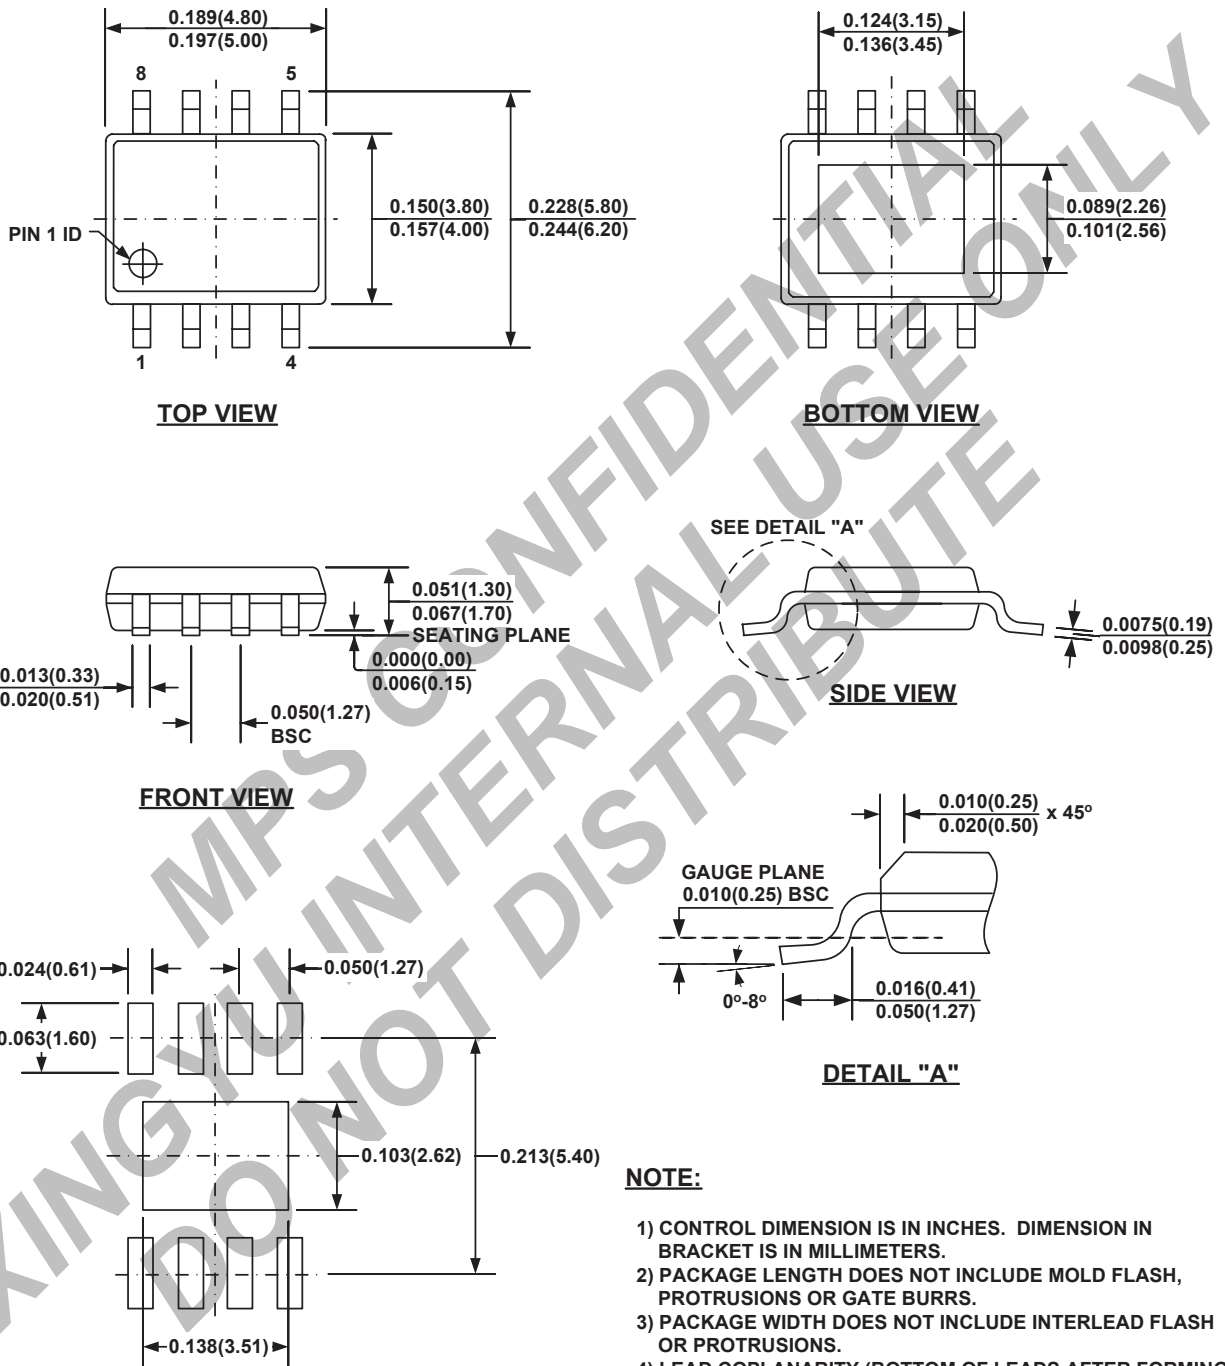 0.189(4.80)
0.197(5.00)
0.124(3.15)
0.136(3.45)
8
5
PIN 1 ID
0.150(3.80)
0.157(4.00)
0.228(5.80)
0.244(6.20)
0.089(2.26)
0.101(2.56)
1
4
TOP VIEW
BOTTOM VIEW
SEE DETAIL "A"
0.051(1.30)
0.067(1.70)
SEATING PLANE
0.000(0.00)
0.006(0.15)
0.013(0.33)
0.020(0.51)
0.050(1.27)
BSC
0.0075(0.19)
0.0098(0.25)
SIDE VIEW
FRONT VIEW
0.010(0.25)
0.020(0.50)
x 45º
GAUGE PLANE
0.010(0.25) BSC
0º-8º
0.016(0.41)
0.050(1.27)
DETAIL "A"
0.024(0.61)
0.050(1.27)
0.063(1.60)
0.103(2.62)
0.213(5.40)
0.138(3.51)
NOTE:
1) CONTROL DIMENSION IS IN INCHES. DIMENSION IN
BRACKET IS IN MILLIMETERS.
2) PACKAGE LENGTH DOES NOT INCLUDE MOLD FLASH,
PROTRUSIONS OR GATE BURRS.
3) PACKAGE WIDTH DOES NOT INCLUDE INTERLEAD FLASH
OR PROTRUSIONS.
4) LEAD COPLANARITY (BOTTOM OF LEADS AFTER FORMING
MPS CONFIDENTIAL
XINGYU INTERNAL USE ONLY
DO NOT DISTRIBUTE